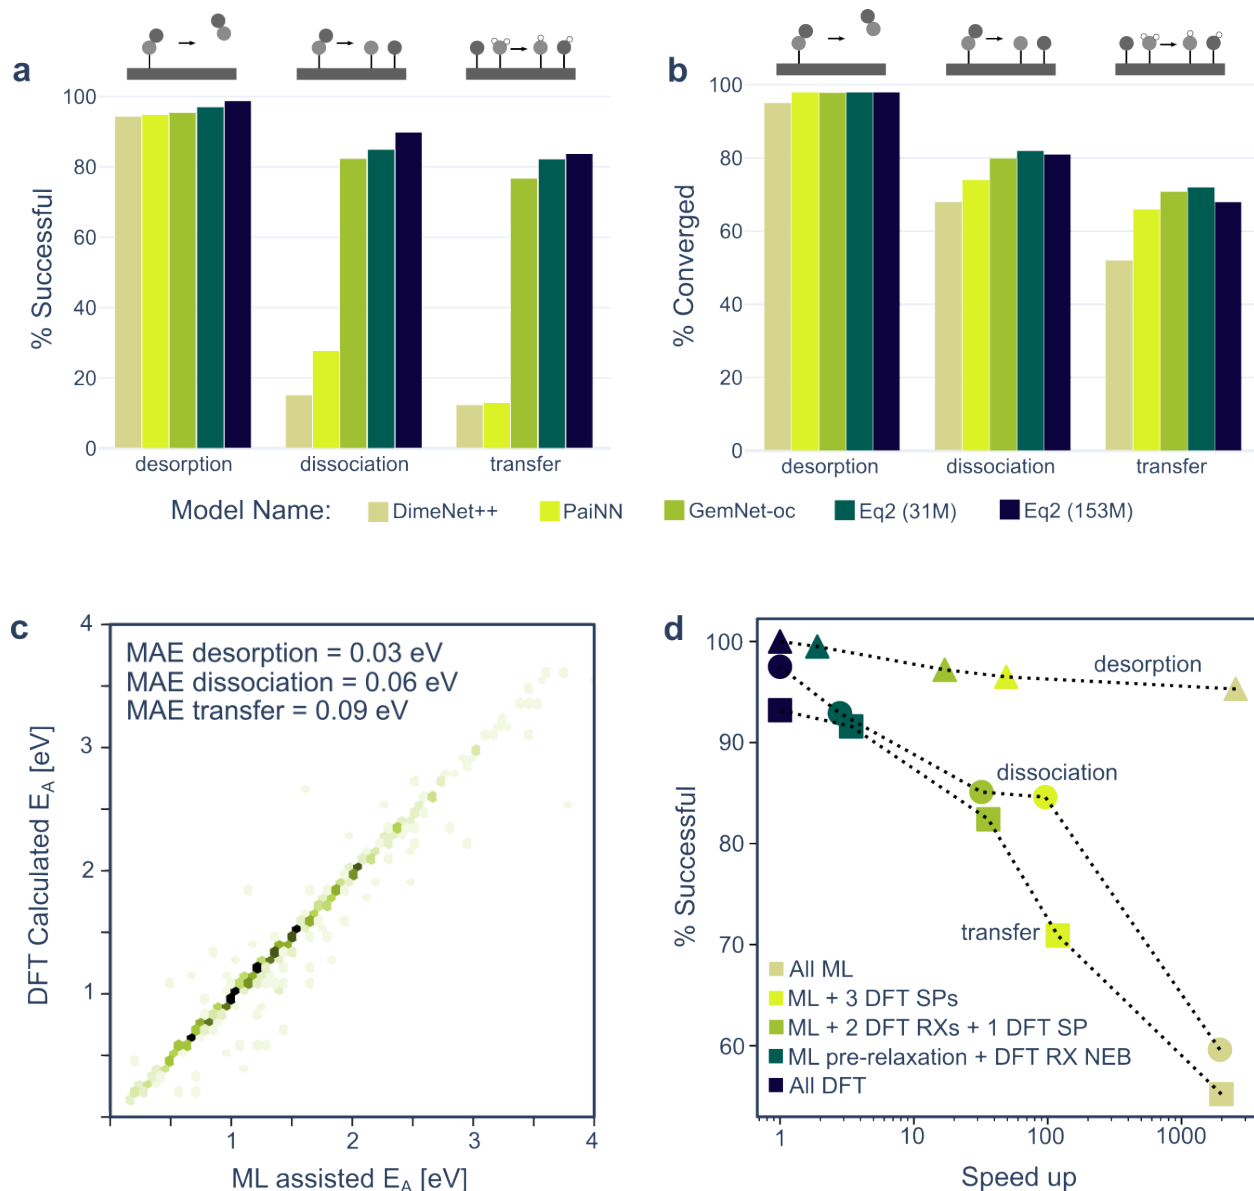 a
100
80
60
40
20
0
% Successful
desorption
dissociation
transfer
b
100
80
60
40
20
0
% Converged
desorption
dissociation
transfer
Model Name:
DimeNet++
PaiNN
GemNet-oc
Eq2 (31M)
Eq2 (153M)
c
4
3
2
1
DFT Calculated E_A [eV]
MAE desorption = 0.03 eV
MAE dissociation = 0.06 eV
MAE transfer = 0.09 eV
1
2
3
4
ML assisted E_A [eV]
d
100
90
80
70
60
% Successful
desorption
dissociation
transfer
All ML
ML + 3 DFT SPs
ML + 2 DFT RXs + 1 DFT SP
ML pre-relaxation + DFT RX NEB
All DFT
1
10
100
1000
Speed up